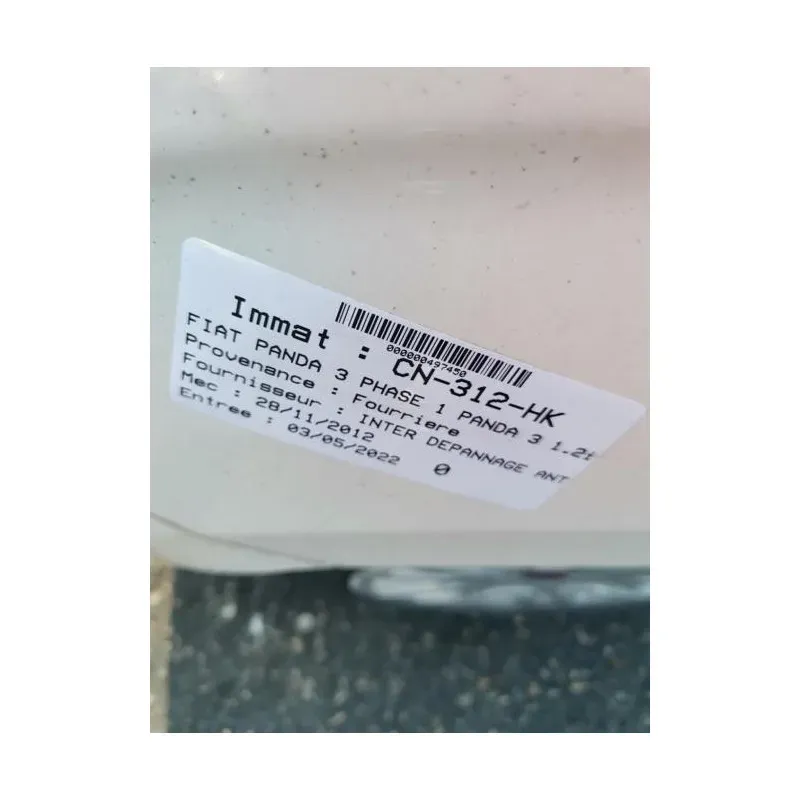 000000497450
Immat : CN-312-HK
FIAT PANDA 3 PHASE 1 PANDA 3 1.2i
Provenance : Fourriere
Fournisseur : INTER DEPANNAGE ANT
Mec : 28/11/2012
Entree : 03/05/2022 0